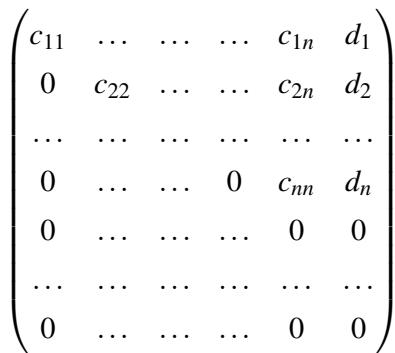 c₁₁ … … … c₁ₙ d₁
0 c₂₂ … … c₂ₙ d₂
… … … … … …
0 … … 0 cₙₙ dₙ
0 … … … 0 0
… … … … … …
0 … … … 0 0